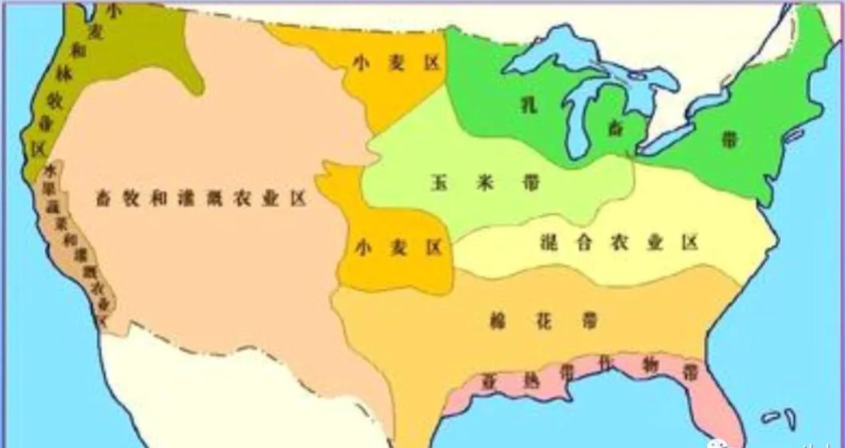 小麦和林牧业区
小麦区
乳畜带
玉米带
水果蔬菜和灌溉农业区
畜牧和灌溉农业区
小麦区
混合农业区
棉花带
亚热带作物带